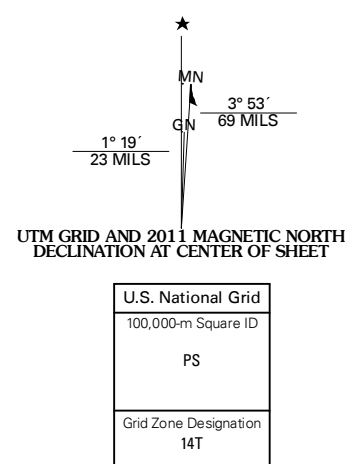 ★
MN
3° 53´
69 MILS
GN
1° 19´
23 MILS
UTM GRID AND 2011 MAGNETIC NORTH
DECLINATION AT CENTER OF SHEET
U.S. National Grid
100,000-m Square ID
PS
Grid Zone Designation
14T